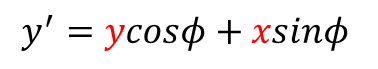 y′ = ycosϕ + xsinϕ